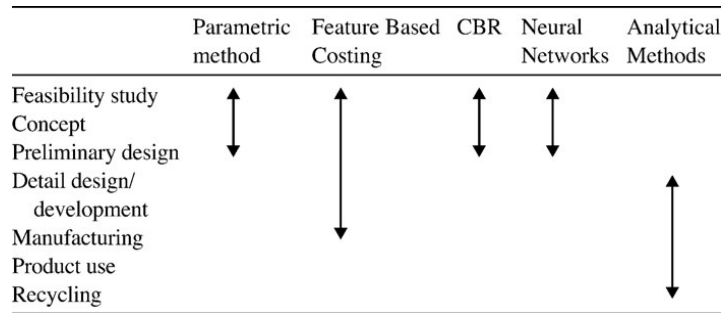 Parametric Feature Based CBR Neural Analytical
method Costing Networks Methods
Feasibility study
Concept
Preliminary design
Detail design/
development
Manufacturing
Product use
Recycling